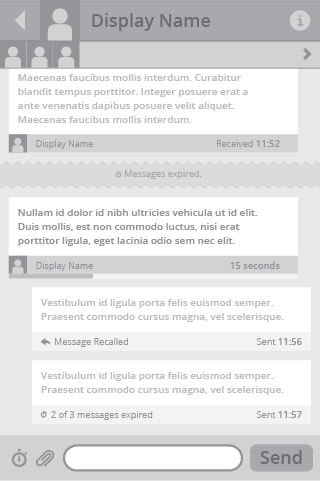 Display Name
Maecenas faucibus mollis interdum. Curabitur
blandit tempus porttitor. Integer posuere erat a
ante venenatis dapibus posuere velit aliquet.
Maecenas faucibus mollis interdum.
Display Name Received 11:52
Messages expired.
Nullam id dolor id nibh ultricies vehicula ut id elit.
Duis mollis, est non commodo luctus, nisi erat
porttitor ligula, eget lacinia odio sem nec elit.
Display Name 15 seconds
Vestibulum id ligula porta felis euismod semper.
Praesent commodo cursus magna, vel scelerisque.
Message Recalled Sent 11:56
Vestibulum id ligula porta felis euismod semper.
Praesent commodo cursus magna, vel scelerisque.
2 of 3 messages expired Sent 11:57
Send